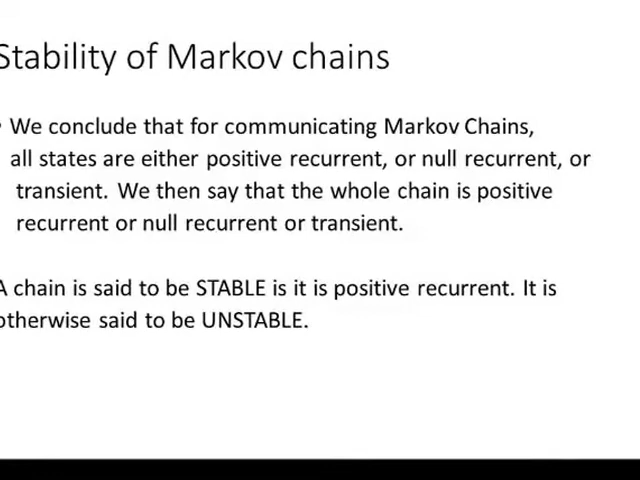 Stability of Markov chains
We conclude that for communicating Markov Chains,
all states are either positive recurrent, or null recurrent, or
transient. We then say that the whole chain is positive
recurrent or null recurrent or transient.
A chain is said to be STABLE is it is positive recurrent. It is
otherwise said to be UNSTABLE.